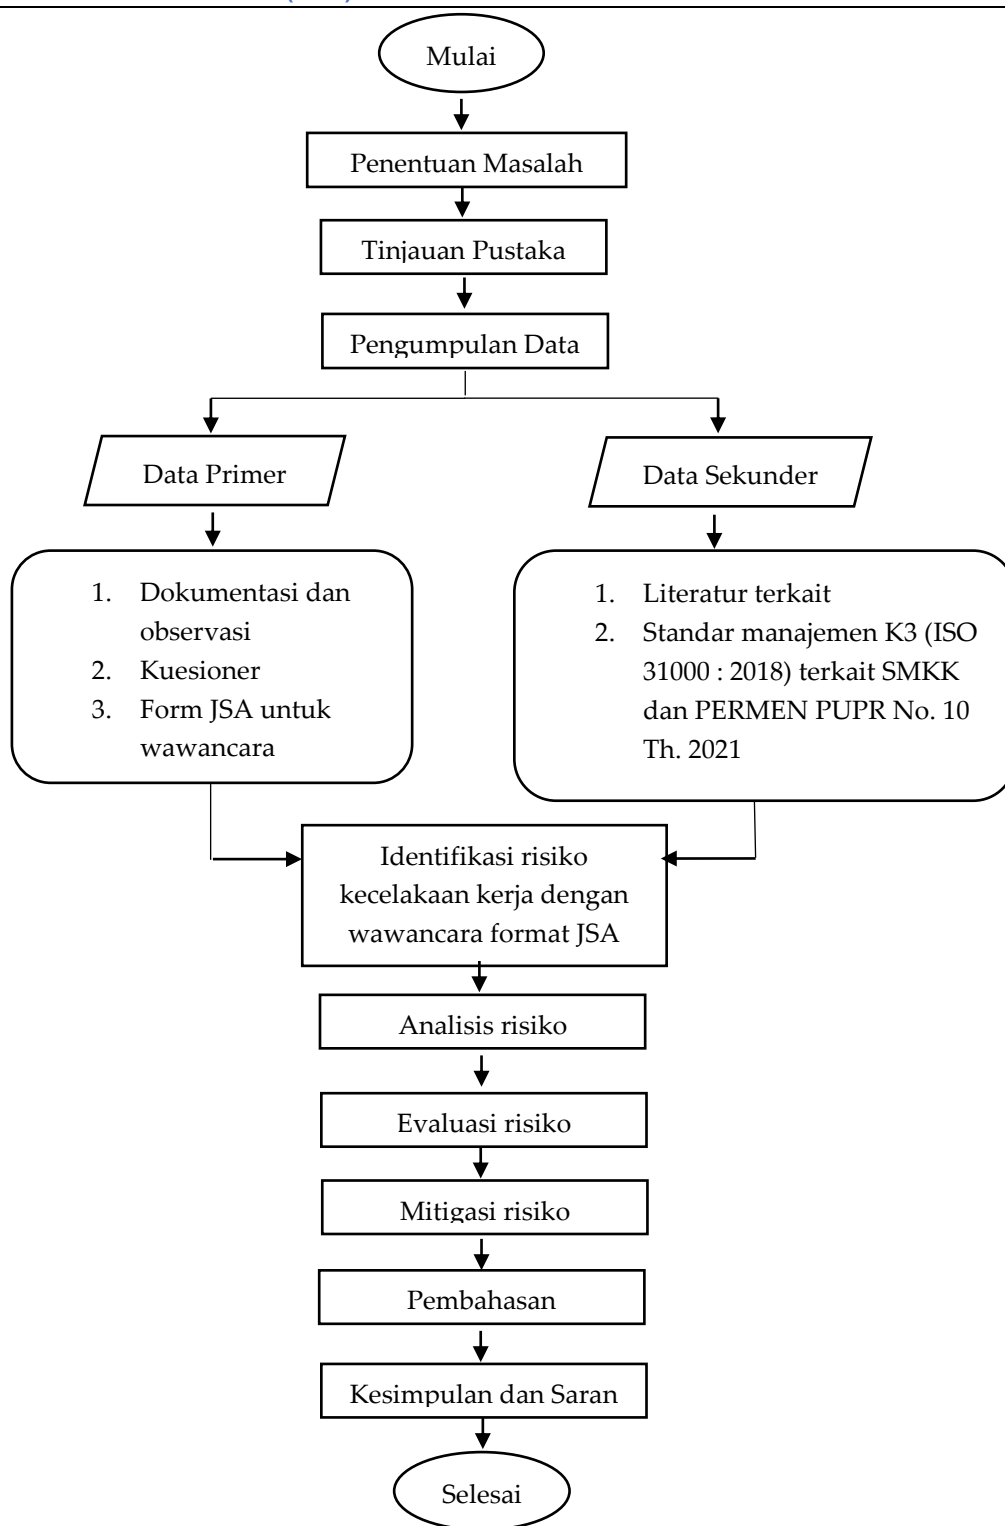 Mulai
Penentuan Masalah
Tinjauan Pustaka
Pengumpulan Data
Data Primer
Data Sekunder
1. Dokumentasi dan
observasi
2. Kuesioner
3. Form JSA untuk
wawancara
1. Literatur terkait
2. Standar manajemen K3 (ISO
31000 : 2018) terkait SMKK
dan PERMEN PUPR No. 10
Th. 2021
Identifikasi risiko
kecelakaan kerja dengan
wawancara format JSA
Analisis risiko
Evaluasi risiko
Mitigasi risiko
Pembahasan
Kesimpulan dan Saran
Selesai